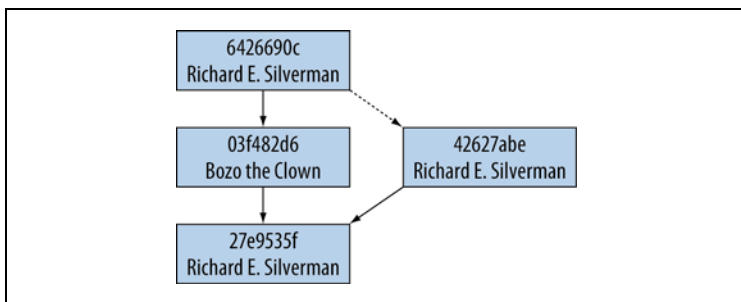 6426690c
Richard E. Silverman
03f482d6
Bozo the Clown
42627abe
Richard E. Silverman
27e9535f
Richard E. Silverman